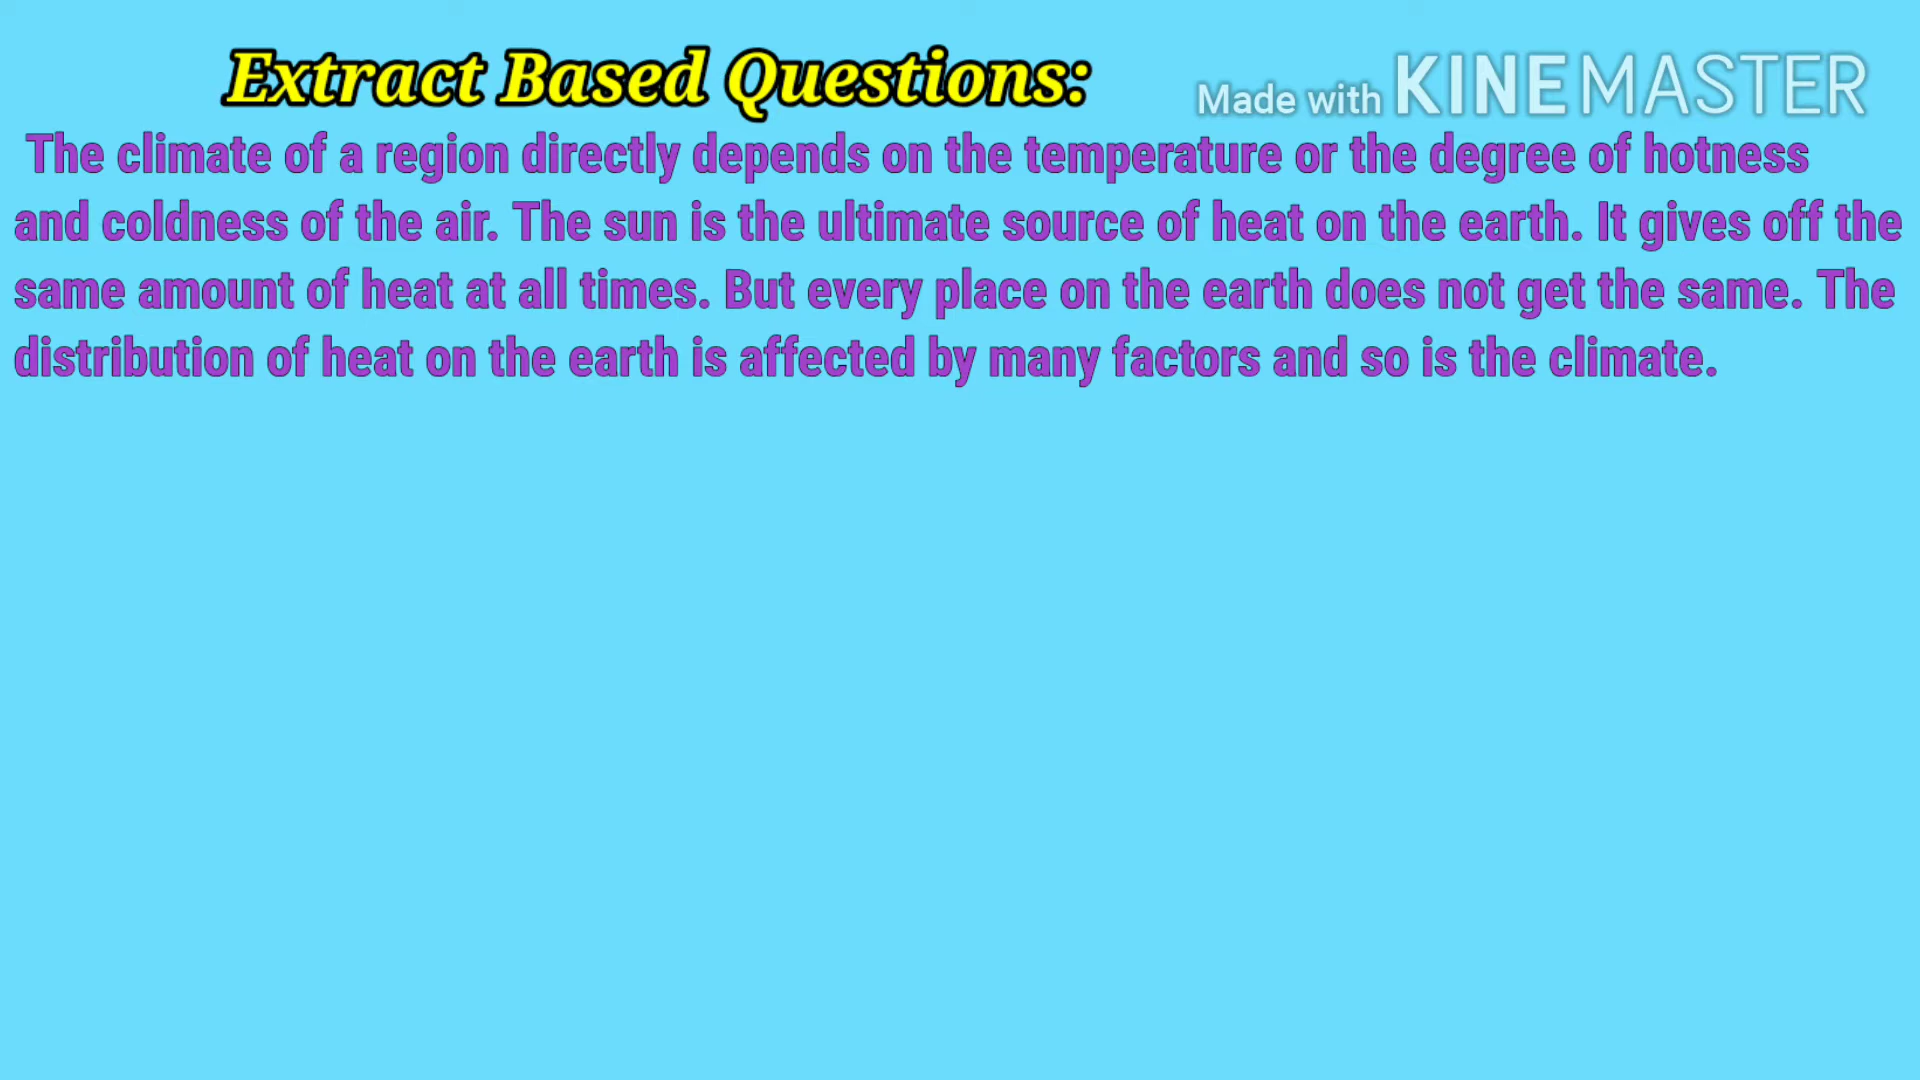 Extract Based Questions:
Made with KINEMASTER
The climate of a region directly depends on the temperature or the degree of hotness
and coldness of the air. The sun is the ultimate source of heat on the earth. It gives off the
same amount of heat at all times. But every place on the earth does not get the same. The
distribution of heat on the earth is affected by many factors and so is the climate.